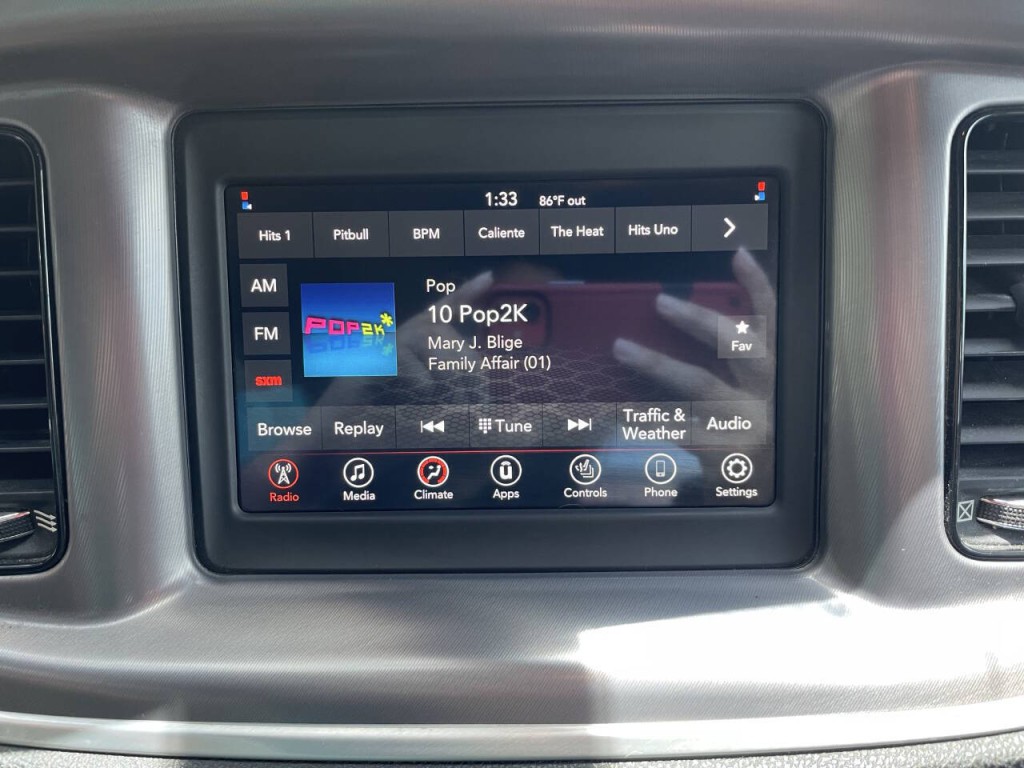 1:33 86°F out
Hits 1 Pitbull BPM Caliente The Heat Hits Uno
AM
FM
sxm
POP2K*
Pop
10 Pop2K
Mary J. Blige
Family Affair (01)
Fav
Browse Replay Tune Traffic & Weather Audio
Radio Media Climate Apps Controls Phone Settings